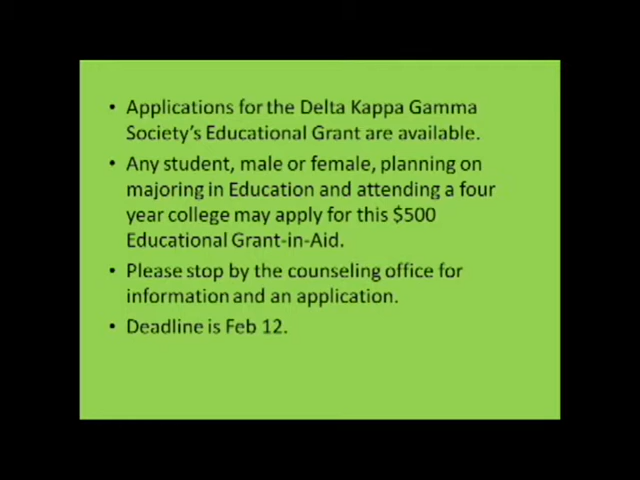 • Applications for the Delta Kappa Gamma
Society's Educational Grant are available.
• Any student, male or female, planning on
majoring in Education and attending a four
year college may apply for this $500
Educational Grant-in-Aid.
• Please stop by the counseling office for
information and an application.
• Deadline is Feb 12.